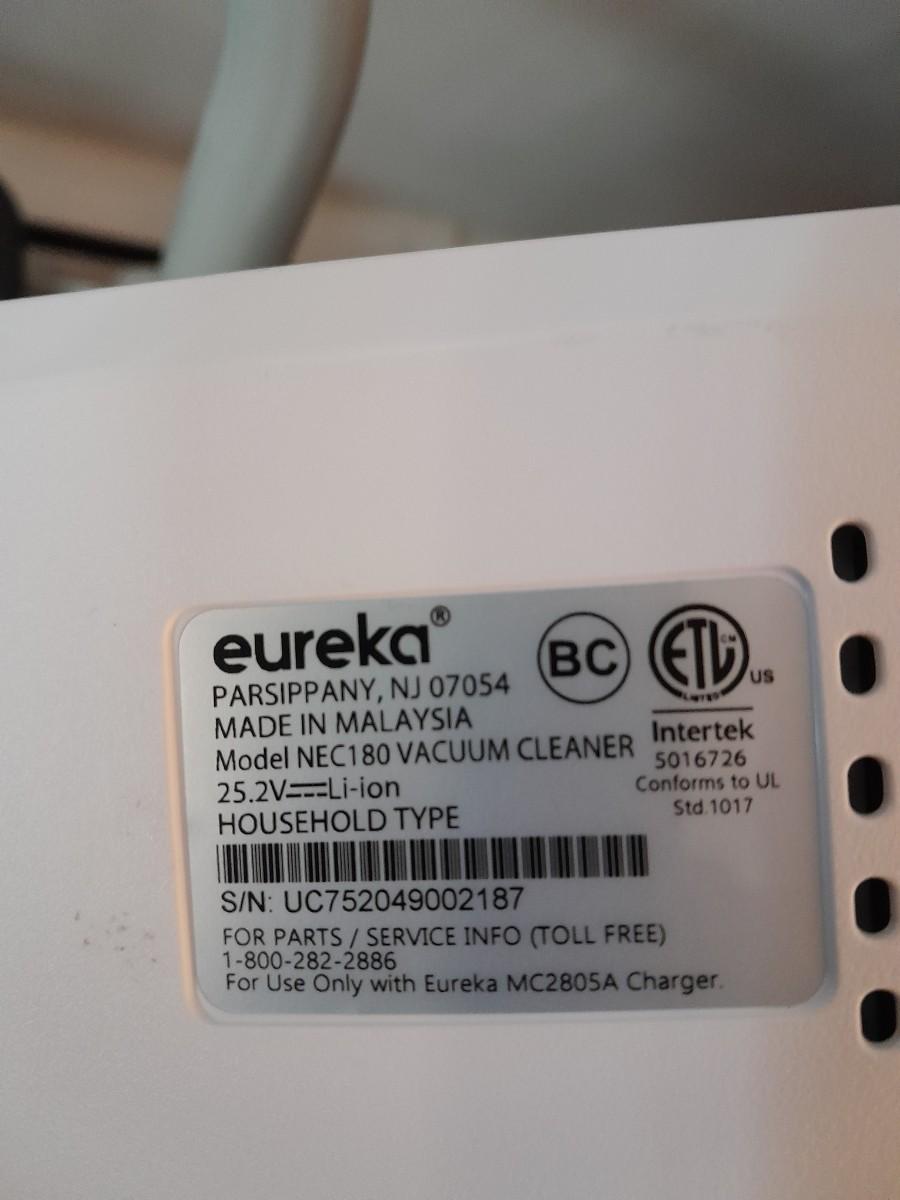 eureka®
PARSIPPANY, NJ 07054
MADE IN MALAYSIA
Model NEC180 VACUUM CLEANER
25.2V⎓Li-ion
HOUSEHOLD TYPE
S/N: UC752049002187
FOR PARTS / SERVICE INFO (TOLL FREE)
1-800-282-2886
For Use Only with Eureka MC2805A Charger.
BC
ETL CM
LISTED
US
Intertek
5016726
Conforms to UL
Std.1017